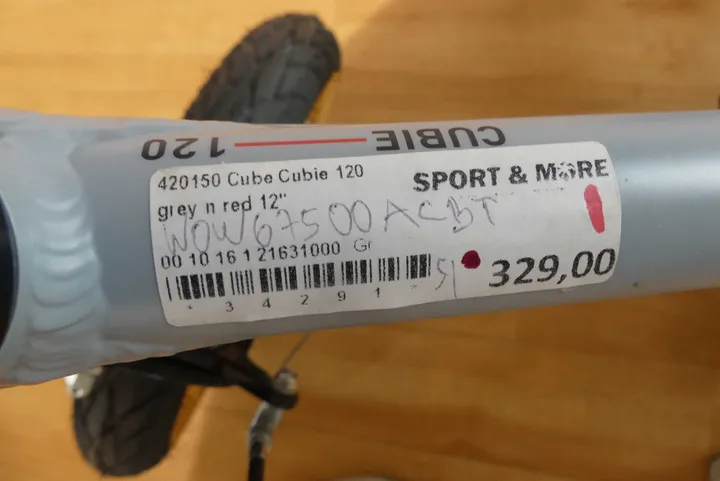 CUBIE 120
420150 Cube Cubie 120
SPORT & MORE
grey n red 12"
WOW67500ACBT
00 10 16 1 21631000 Gr
329,00
* 3 4 2 9 1 *